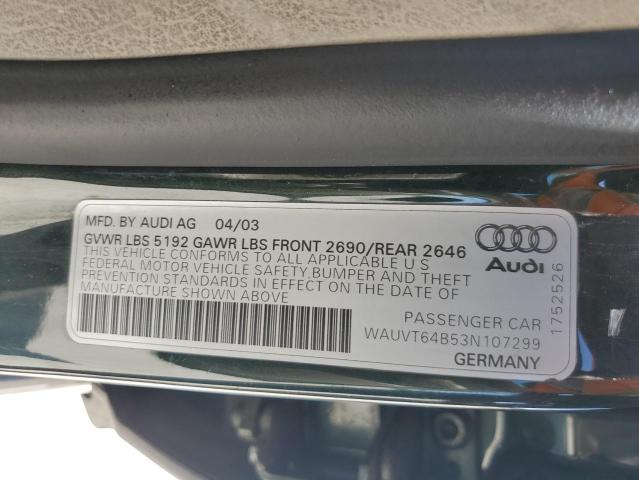 MFD. BY AUDI AG 04/03
GVWR LBS 5192 GAWR LBS FRONT 2690/REAR 2646
THIS VEHICLE CONFORMS TO ALL APPLICABLE U S
FEDERAL MOTOR VEHICLE SAFETY, BUMPER AND THEFT
PREVENTION STANDARDS IN EFFECT ON THE DATE OF
MANUFACTURE SHOWN ABOVE
Audi
1752526
PASSENGER CAR
WAUVT64B53N107299
GERMANY